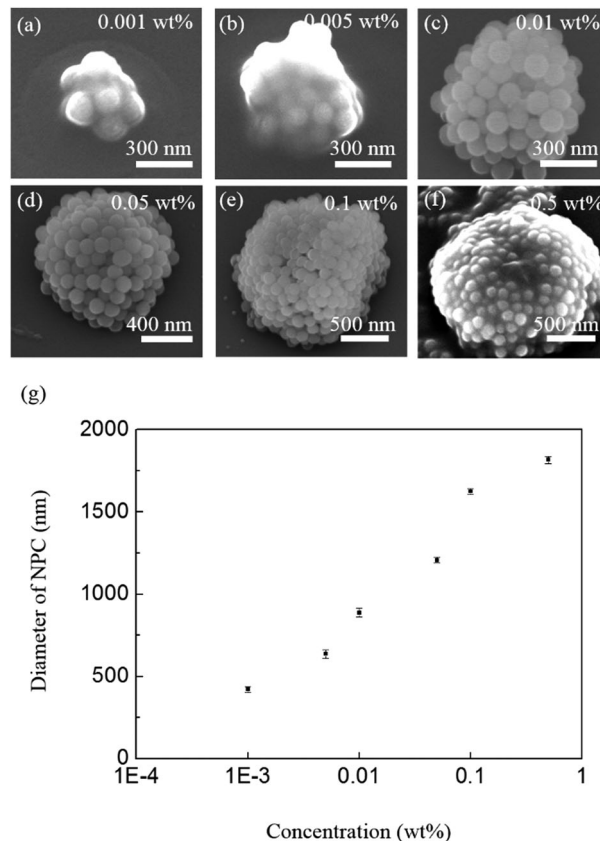 (a) 0.001 wt%
300 nm
(b) 0.005 wt%
300 nm
(c) 0.01 wt%
300 nm
(d) 0.05 wt%
400 nm
(e) 0.1 wt%
500 nm
(f) 0.5 wt%
500 nm
(g)
2000
1500
1000
500
0
Diameter of NPC (nm)
1E-4 1E-3 0.01 0.1 1
Concentration (wt%)